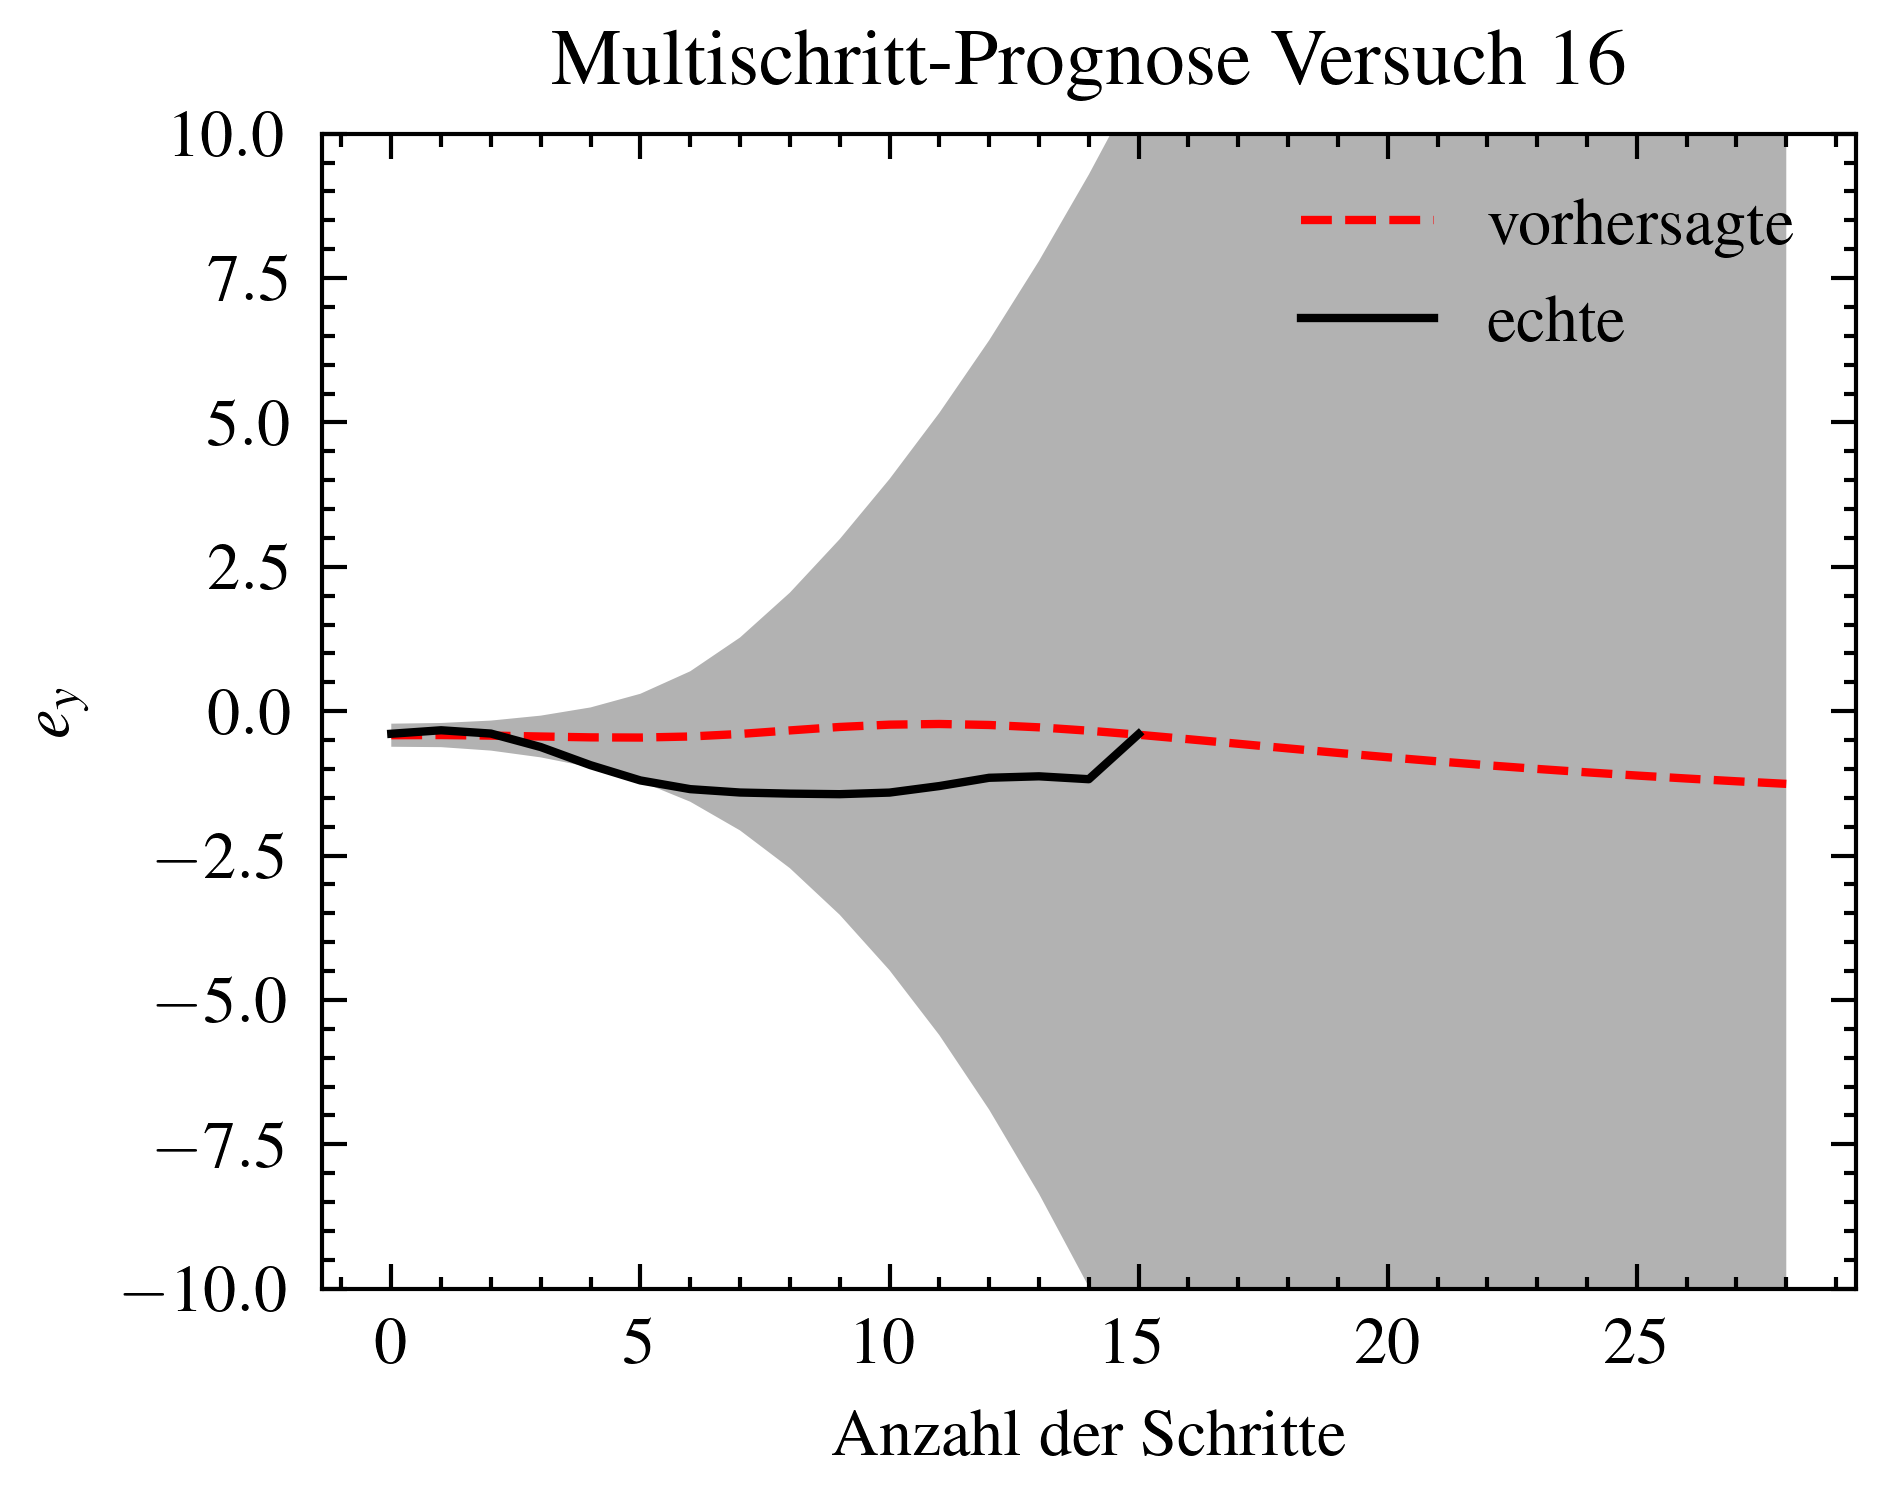 Multischritt-Prognose Versuch 16
10.0
7.5
5.0
2.5
0.0
−2.5
−5.0
−7.5
−10.0
e_y
vorhersagte
echte
0 5 10 15 20 25
Anzahl der Schritte